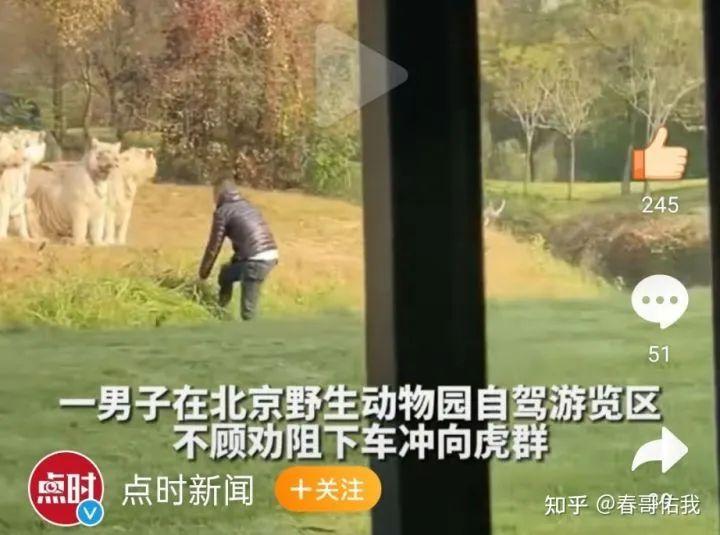 245
51
一男子在北京野生动物园自驾游览区
不顾劝阻下车冲向虎群
点时
点时新闻
+关注
知乎 @春哥佑我